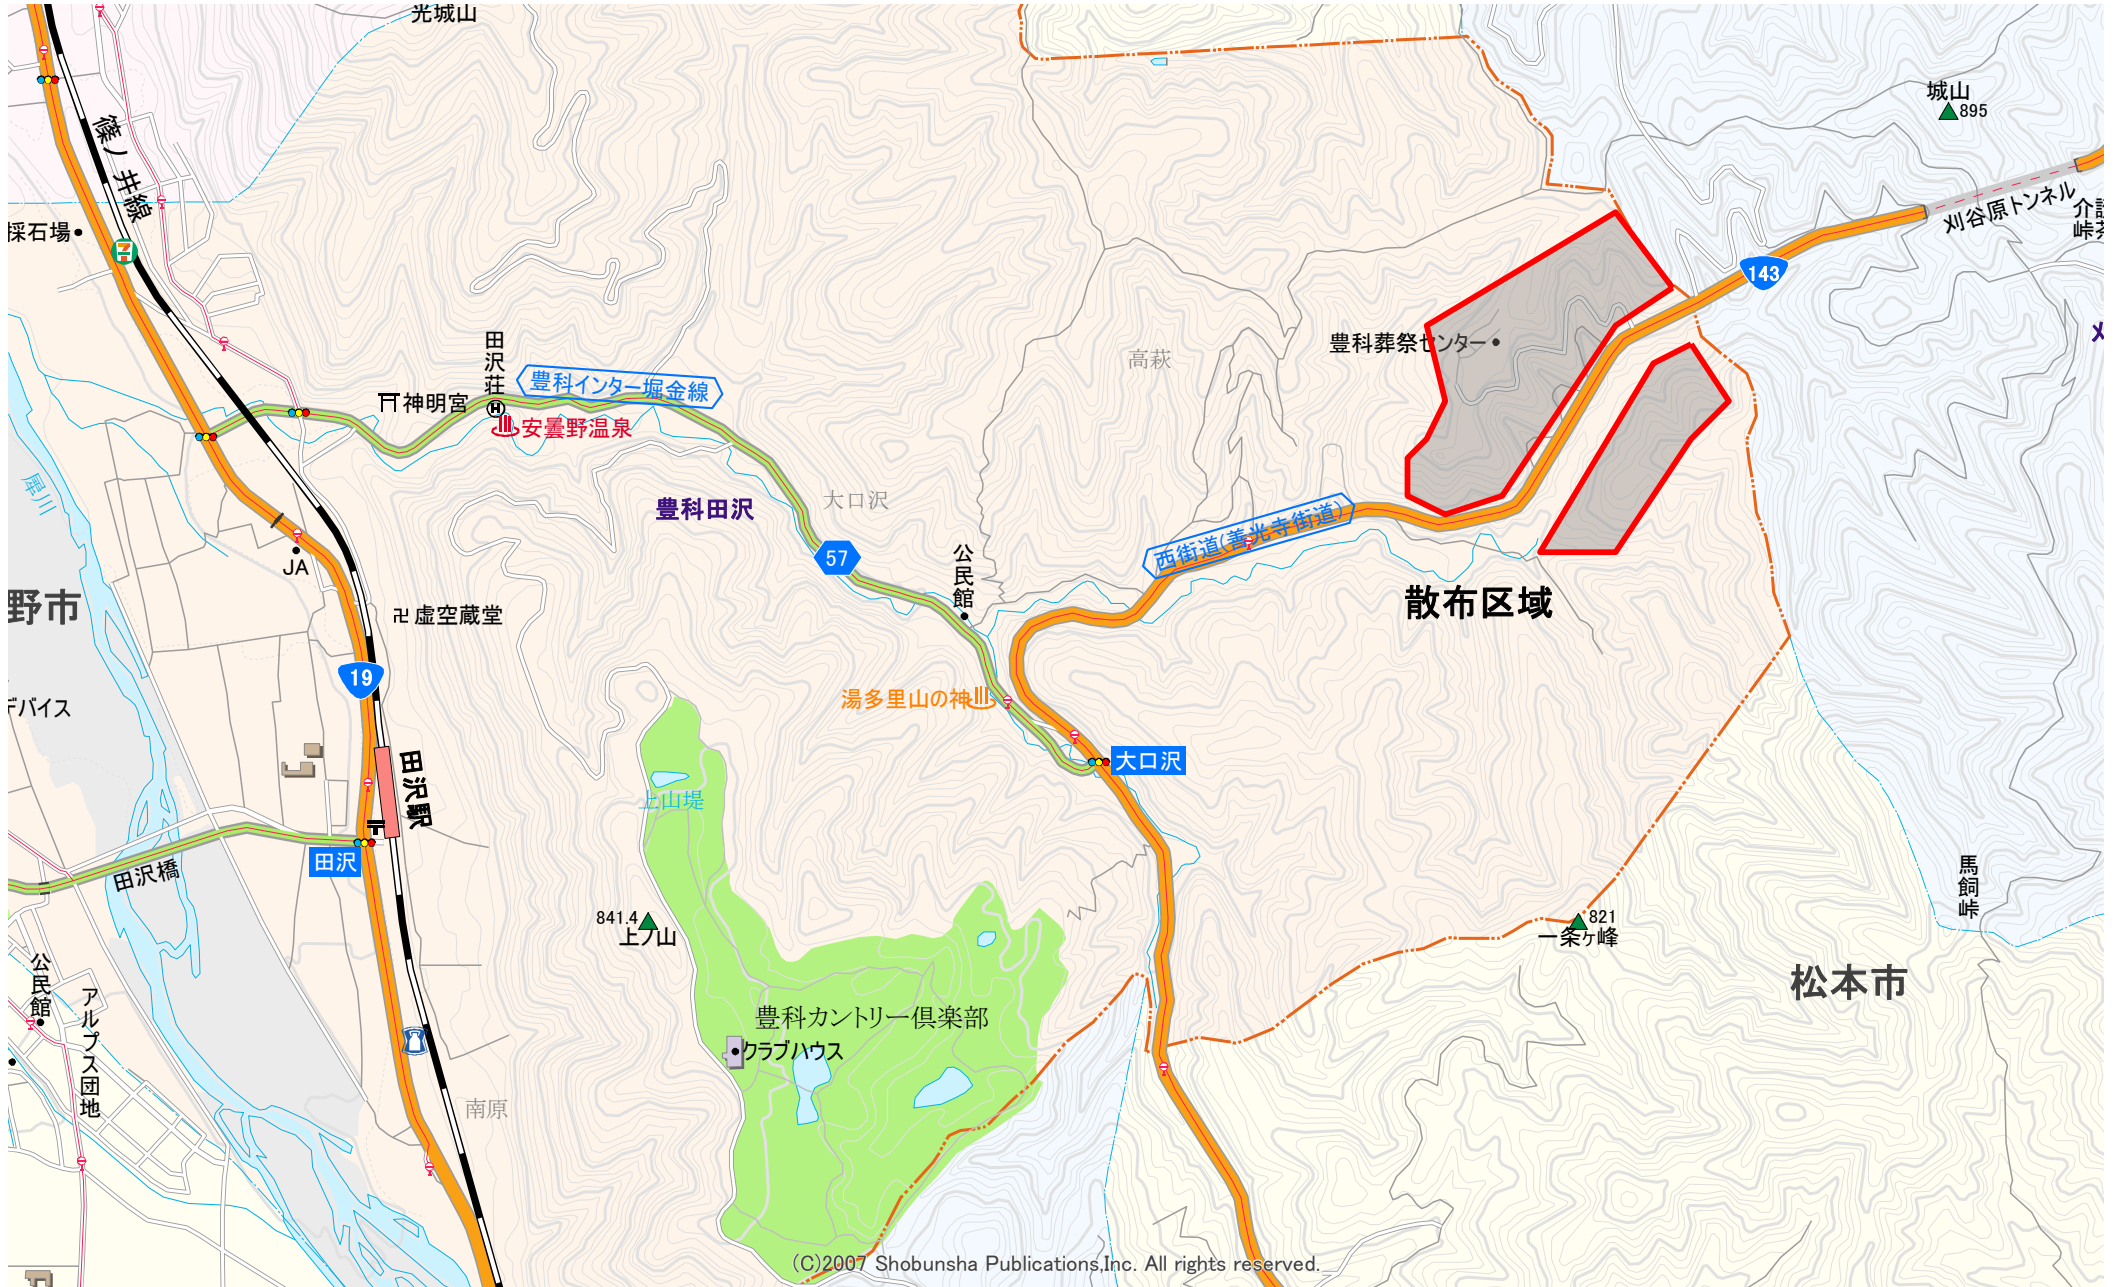 光城山
城山
895
篠ノ井線
採石場
刈谷原トンネル
143
田沢荘
豊科インター堀金線
神明宮
安曇野温泉
豊科葬祭センター
高萩
犀川
豊科田沢
大口沢
西街道(善光寺街道)
57
公民館
JA
散布区域
野市
虚空蔵堂
19
湯多里山の神
デバイス
田沢駅
大口沢
上山堤
田沢
田沢橋
841.4
上ノ山
821
一条ヶ峰
馬飼峠
松本市
公民館
アルプス団地
豊科カントリー倶楽部
クラブハウス
南原
(C)2007 Shobunsha Publications,Inc. All rights reserved.